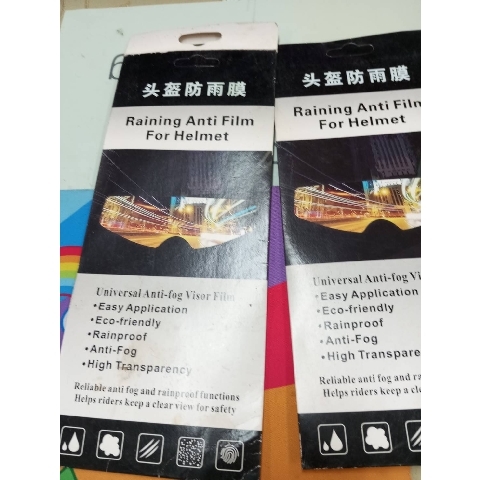 头盔防雨膜
Raining Anti Film
For Helmet
Universal Anti-fog Visor Film
•Easy Application
•Eco-friendly
•Rainproof
•Anti-Fog
•High Transparency
Reliable anti fog and rainproof functions
Helps riders keep a clear view for safety
头盔防雨膜
Raining Anti Film
For Helmet
Universal Anti-fog Vi
•Easy Application
•Eco-friendly
•Rainproof
•Anti-Fog
•High Transpare
Reliable anti fog and ra
Helps riders keep a cle